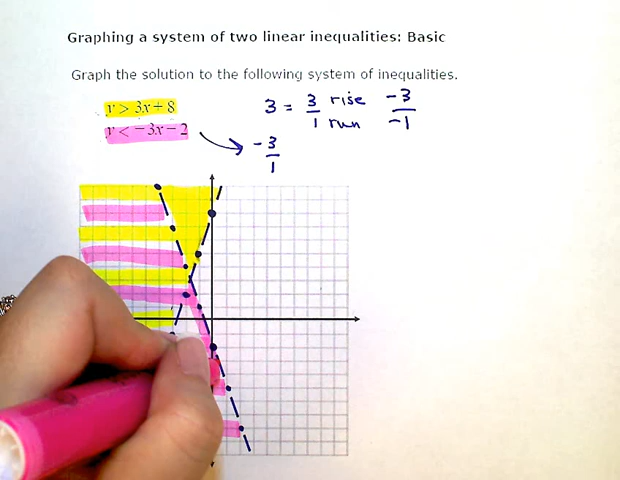 Graphing a system of two linear inequalities: Basic
Graph the solution to the following system of inequalities.
y > 3x + 8
y < −3x − 2
3 = 3/1 rise run -3/-1
-3/1